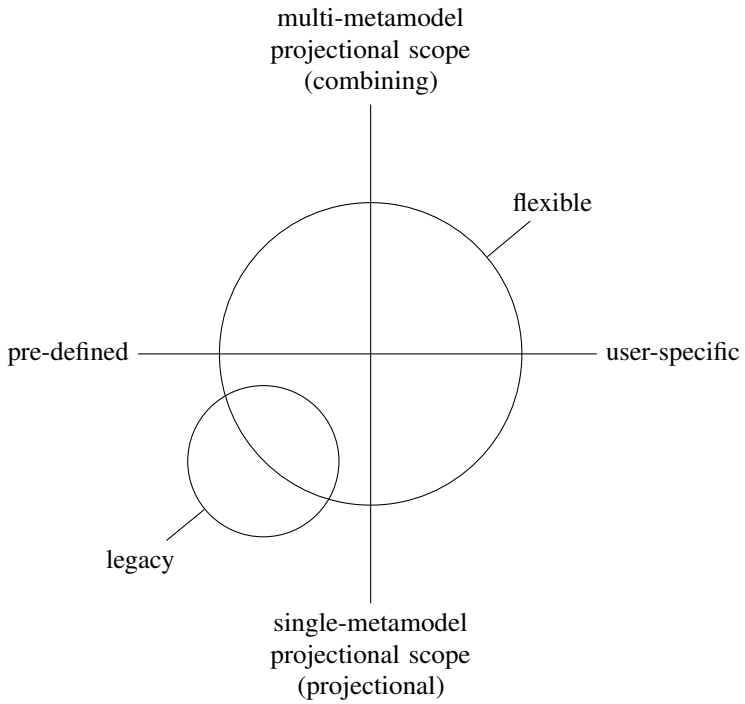 multi-metamodel
projectional scope
(combining)
flexible
pre-defined
user-specific
legacy
single-metamodel
projectional scope
(projectional)